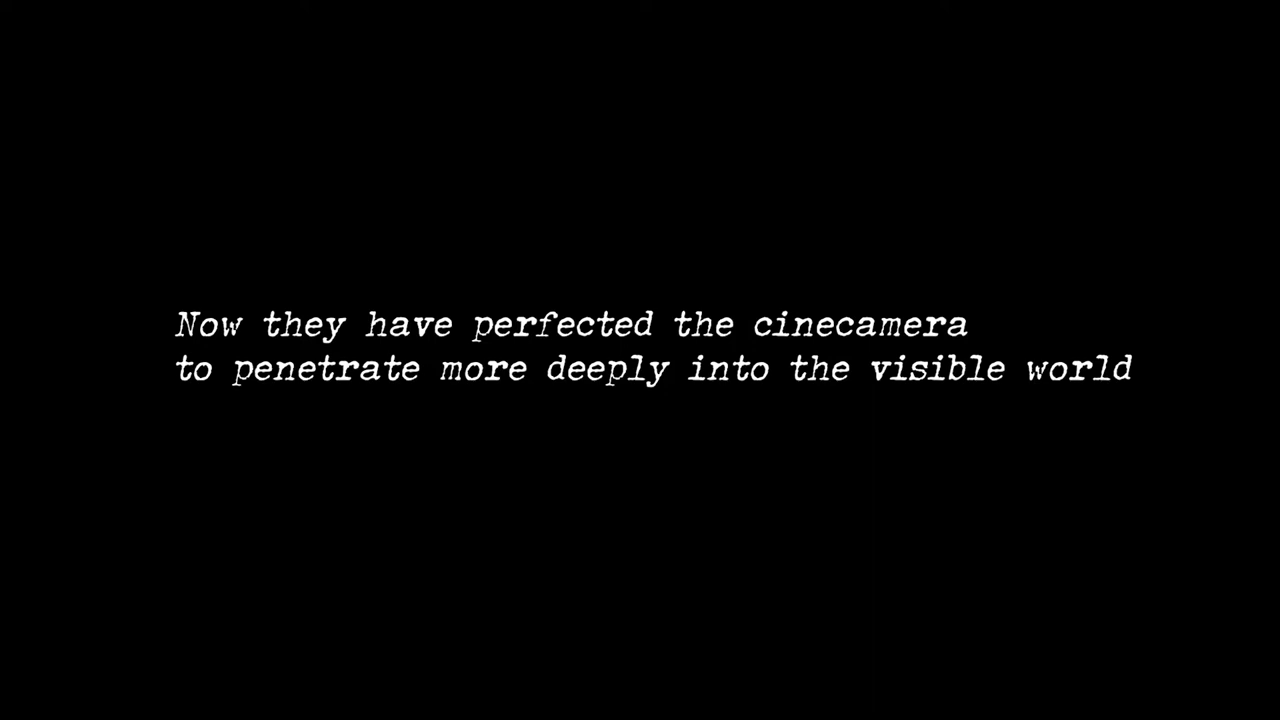 Now they have perfected the cinecamera
to penetrate more deeply into the visible world